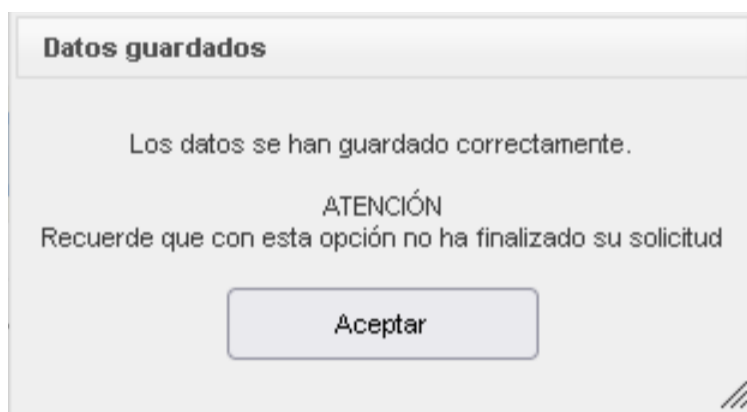 Datos guardados
Los datos se han guardado correctamente.
ATENCIÓN
Recuerde que con esta opción no ha finalizado su solicitud
Aceptar